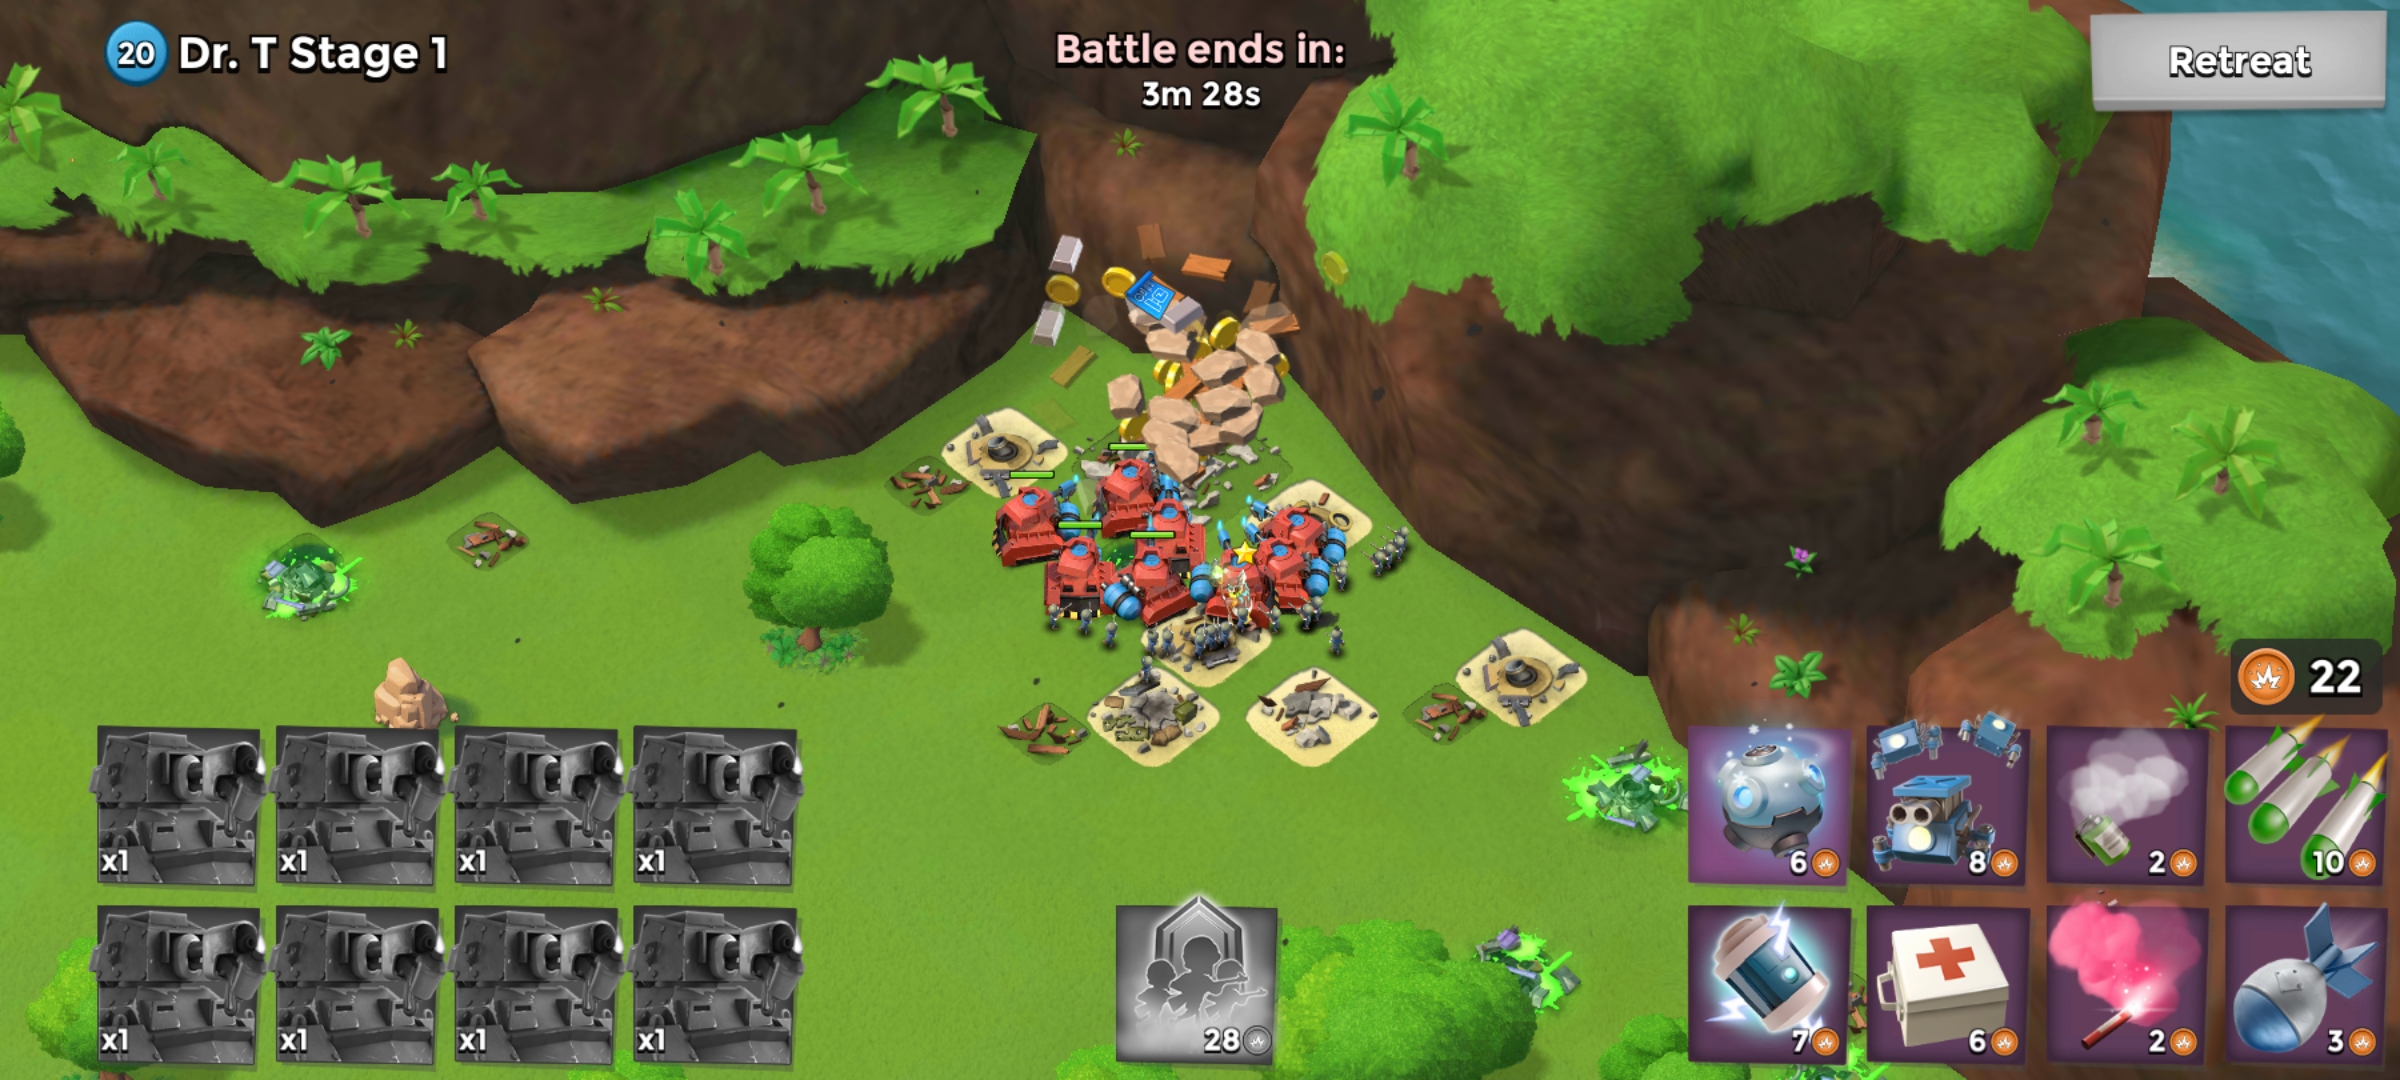 20 Dr. T Stage 1
Battle ends in:
3m 28s
Retreat
22
x1 x1 x1 x1
6 8 2 10
x1 x1 x1 x1
28
7 6 2 3